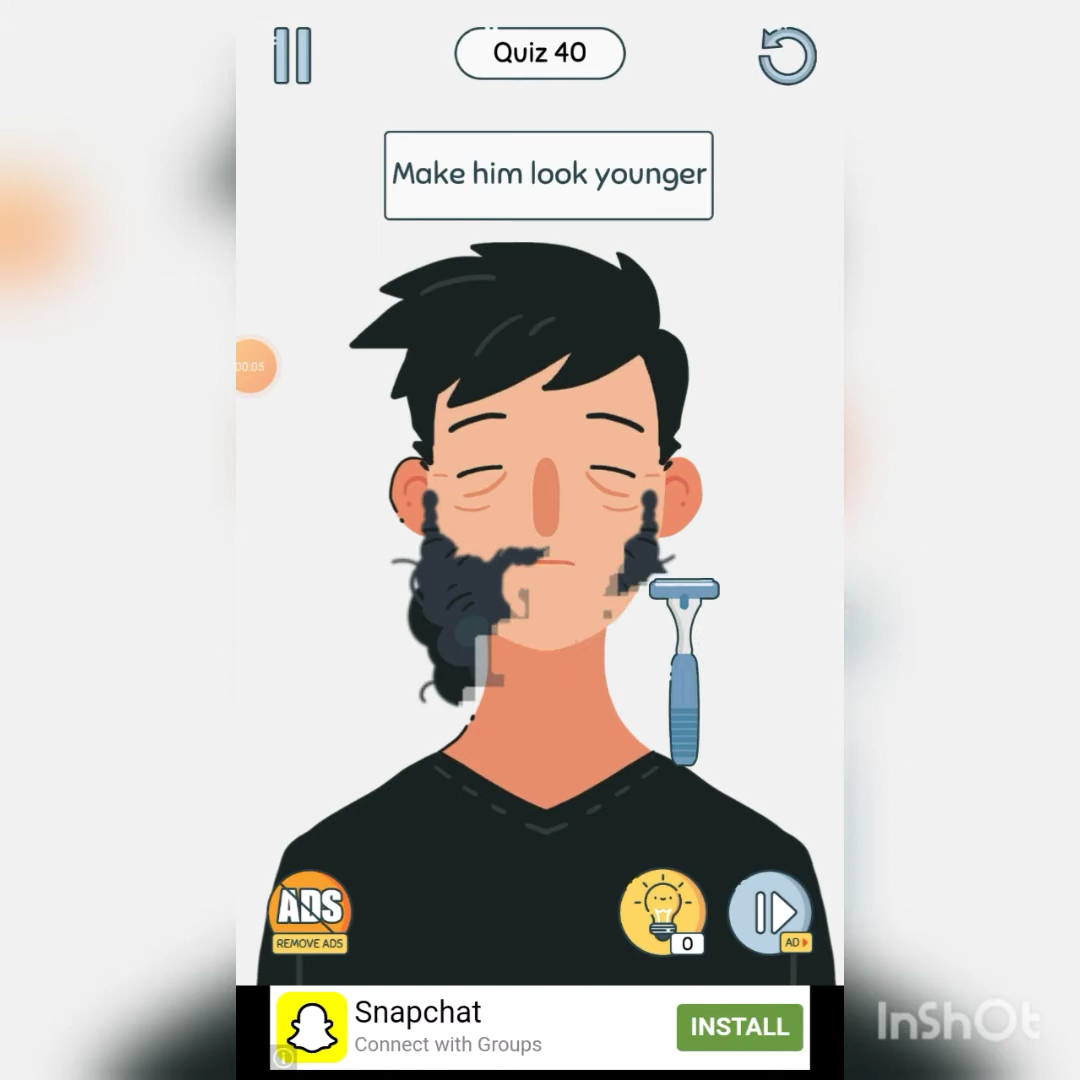 Quiz 40
Make him look younger
00:05
ADS
REMOVE ADS
0
AD
Snapchat
Connect with Groups
INSTALL
InShOt